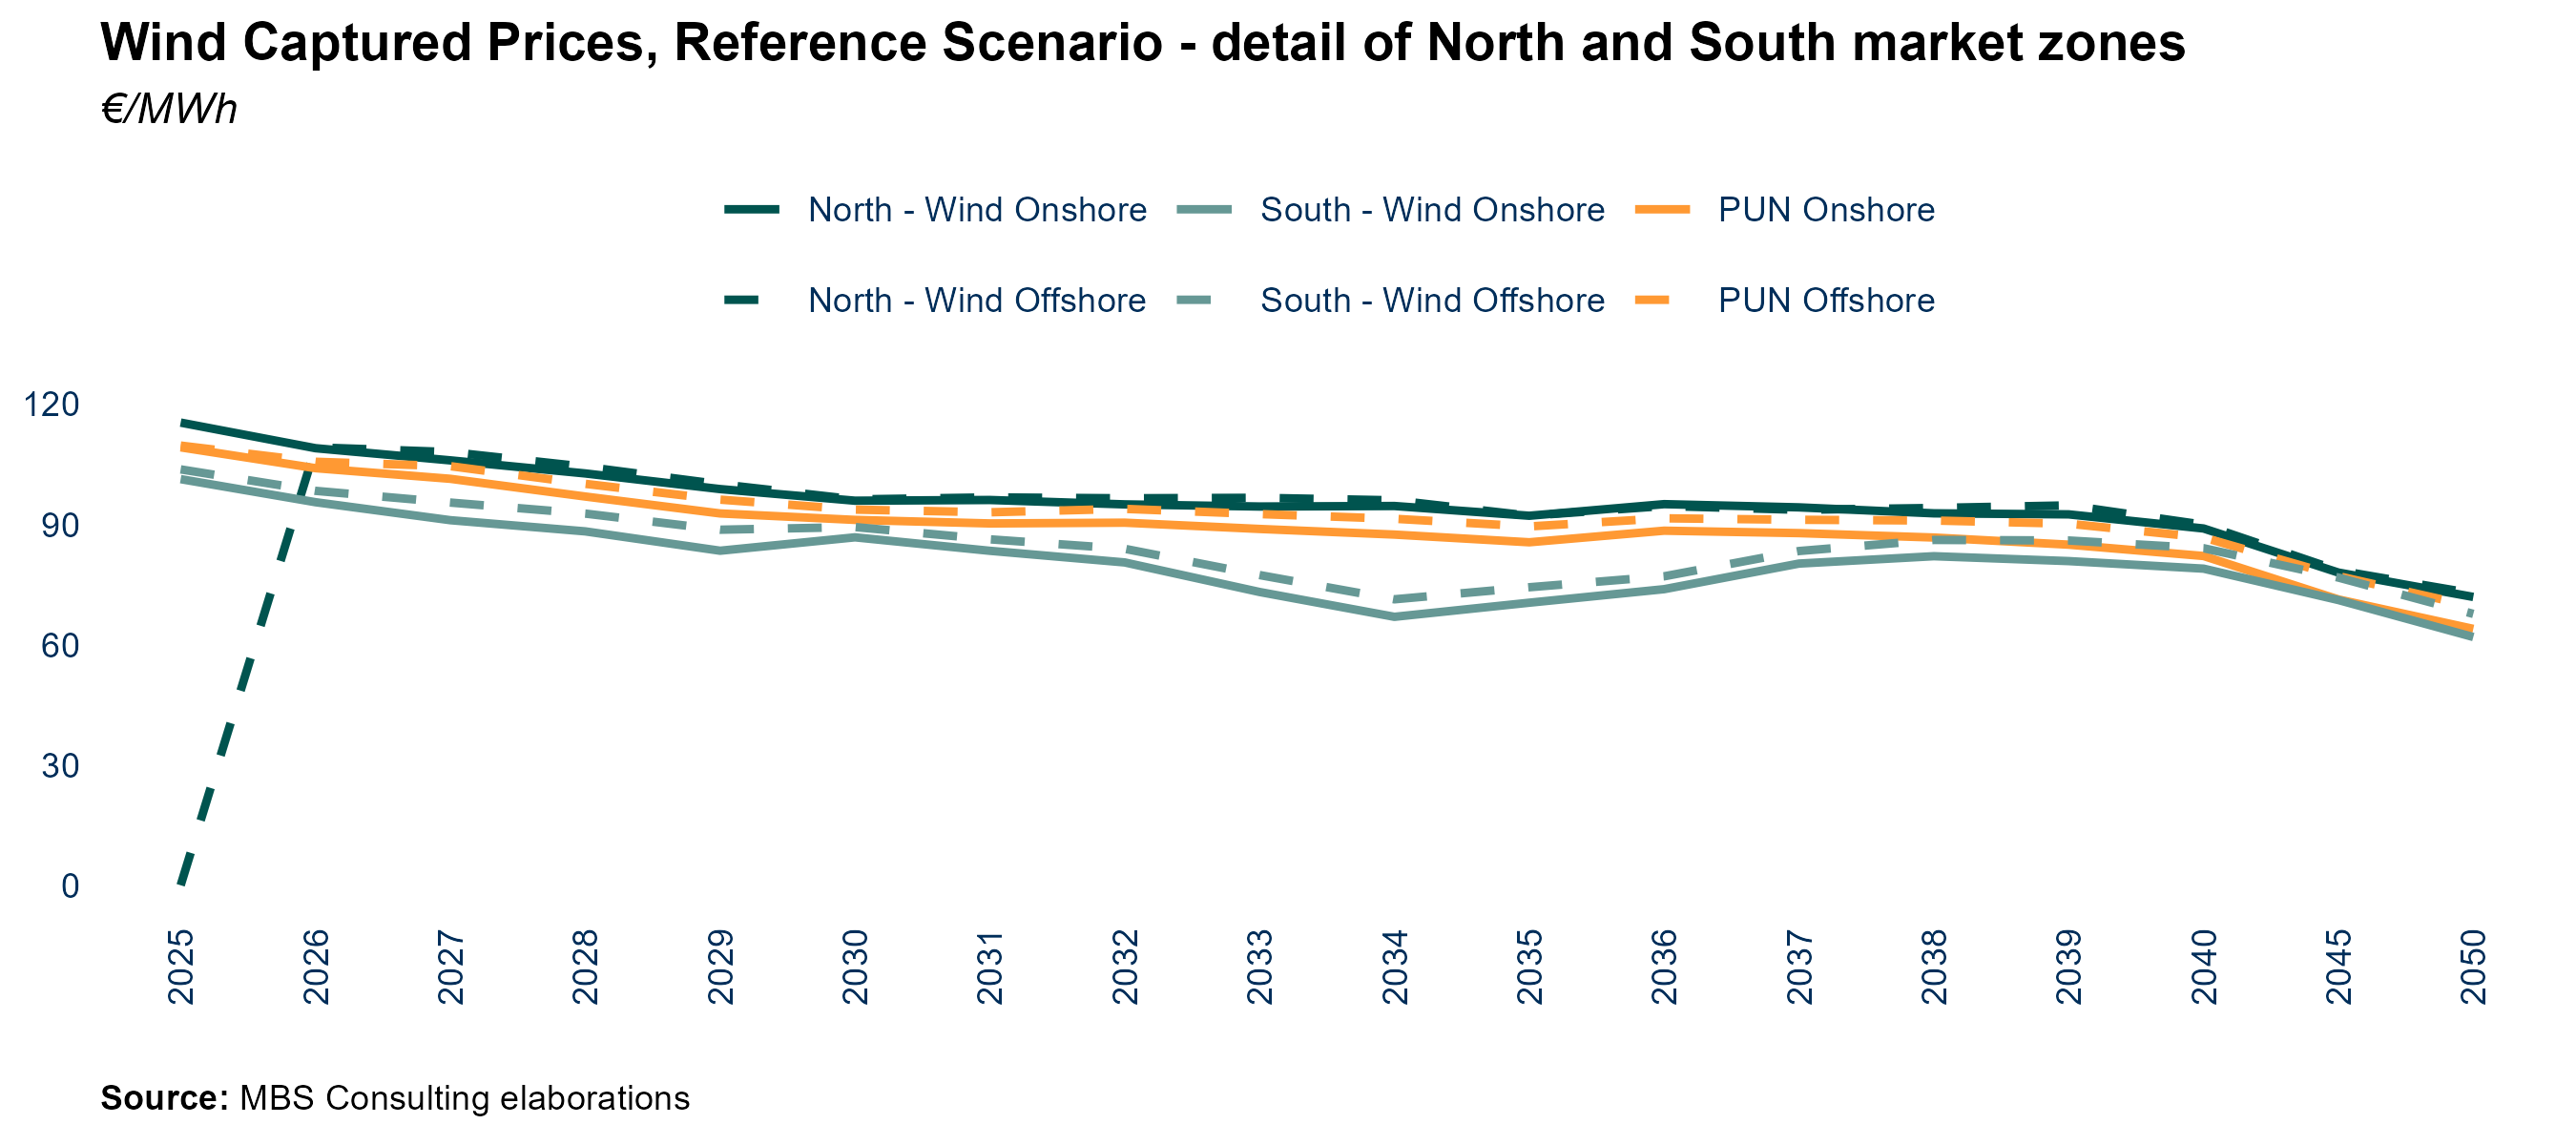 Wind Captured Prices, Reference Scenario - detail of North and South market zones
€/MWh
North - Wind Onshore South - Wind Onshore PUN Onshore
North - Wind Offshore South - Wind Offshore PUN Offshore
120
90
60
30
0
2025 2026 2027 2028 2029 2030 2031 2032 2033 2034 2035 2036 2037 2038 2039 2040 2045 2050
Source: MBS Consulting elaborations